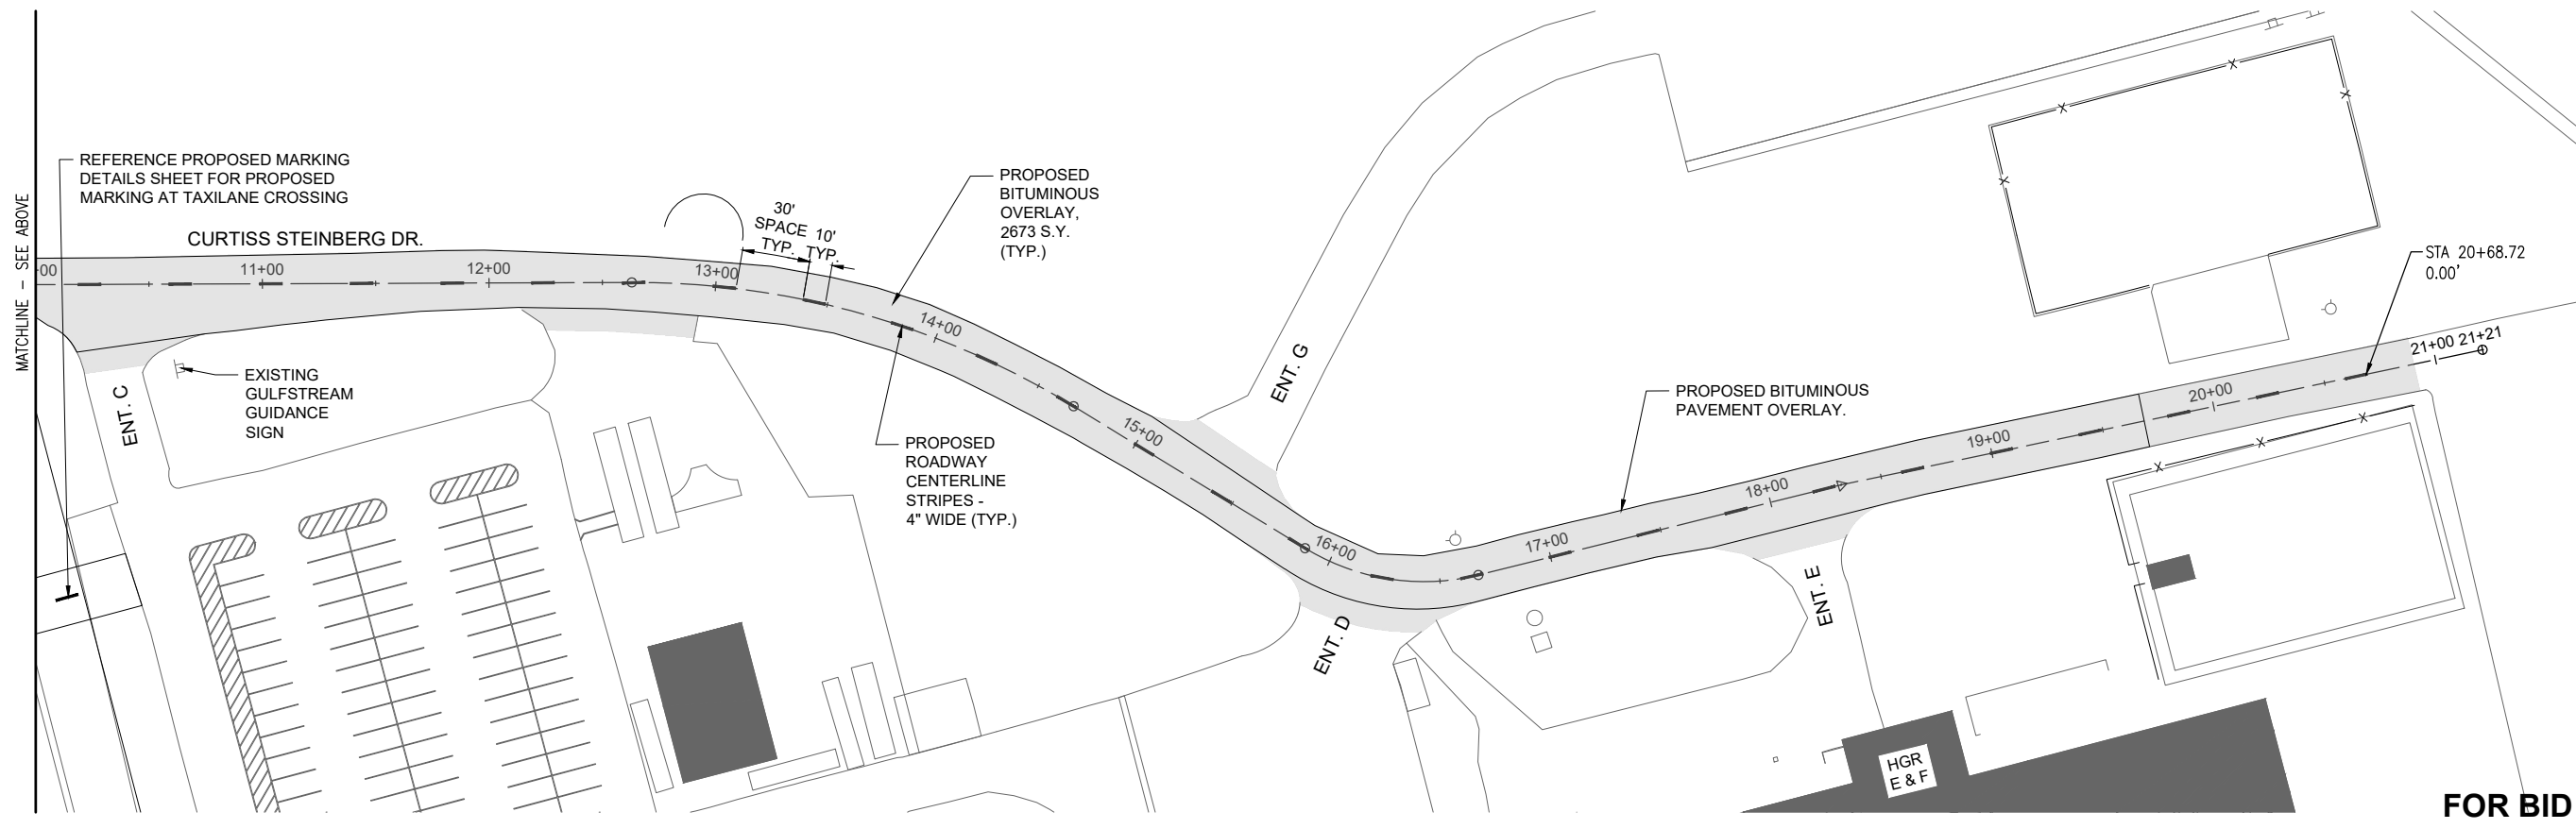 MATCHLINE - SEE ABOVE
REFERENCE PROPOSED MARKING
DETAILS SHEET FOR PROPOSED
MARKING AT TAXILANE CROSSING
CURTISS STEINBERG DR.
+00
11+00
12+00
13+00
30'
SPACE
TYP.
10'
TYP.
PROPOSED
BITUMINOUS
OVERLAY,
2673 S.Y.
(TYP.)
14+00
15+00
16+00
17+00
18+00
19+00
20+00
21+00
21+21
STA 20+68.72
0.00'
EXISTING
GULFSTREAM
GUIDANCE
SIGN
ENT. C
PROPOSED
ROADWAY
CENTERLINE
STRIPES -
4" WIDE (TYP.)
ENT. G
PROPOSED BITUMINOUS
PAVEMENT OVERLAY.
ENT. D
ENT. E
HGR
E & F
FOR BID